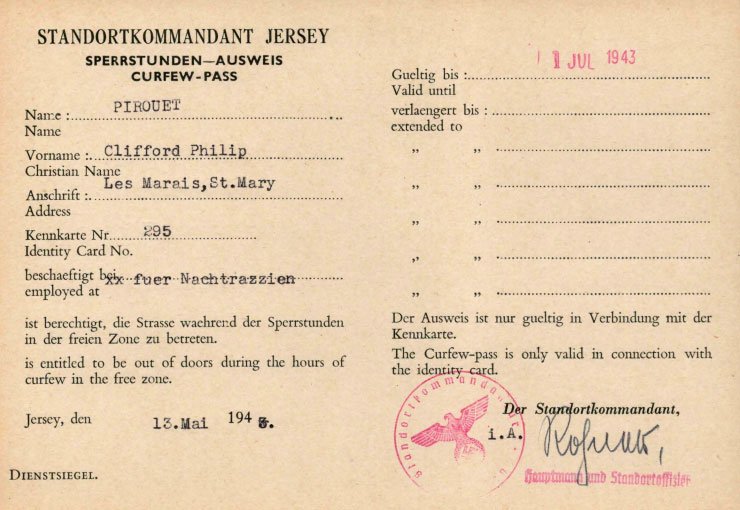 STANDORTKOMMANDANT JERSEY
SPERRSTUNDEN—AUSWEIS
CURFEW-PASS
Name : PIROUET
Name
Vorname : Clifford Philip
Christian Name
Anschrift : Les Marais,St.Mary
Address
Kennkarte Nr. 295
Identity Card No.
beschaeftigt bei xx fuer Nachtrazzien
employed at
ist berechtigt, die Strasse waehrend der Sperrstunden
in der freien Zone zu betreten.
is entitled to be out of doors during the hours of
curfew in the free zone.
Jersey, den 13.Mai 1943.
DIENSTSIEGEL.
1 JUL 1943
Gueltig bis :
Valid until
verlaengert bis :
extended to
„ „
„ „
„ „
„ „
„ „
Der Ausweis ist nur gueltig in Verbindung mit der
Kennkarte.
The Curfew-pass is only valid in connection with
the identity card.
Standortkommandantur
Der Standortkommandant,
i.A.
Hauptmann und Standortoffizier